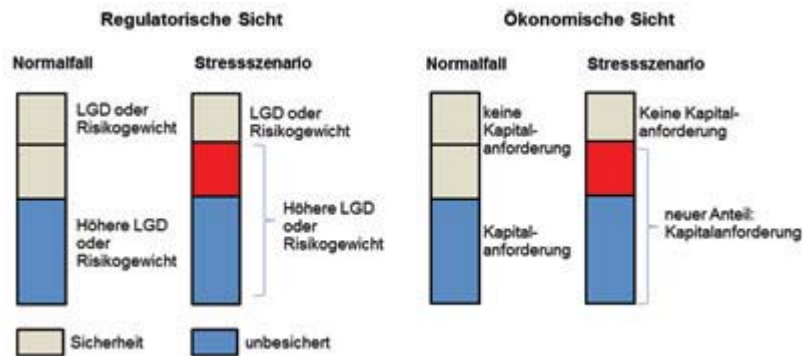 Regulatorische Sicht
Normalfall
Stressszenario
LGD oder
Risikogewicht
Höhere LGD
oder
Risikogewicht
LGD oder
Risikogewicht
Höhere LGD
oder
Risikogewicht
Sicherheit
unbesichert
Ökonomische Sicht
Normalfall
Stressszenario
keine
Kapital-
anforderung
Kapital-
anforderung
Keine Kapital-
anforderung
neuer Anteil:
Kapitalanforderung